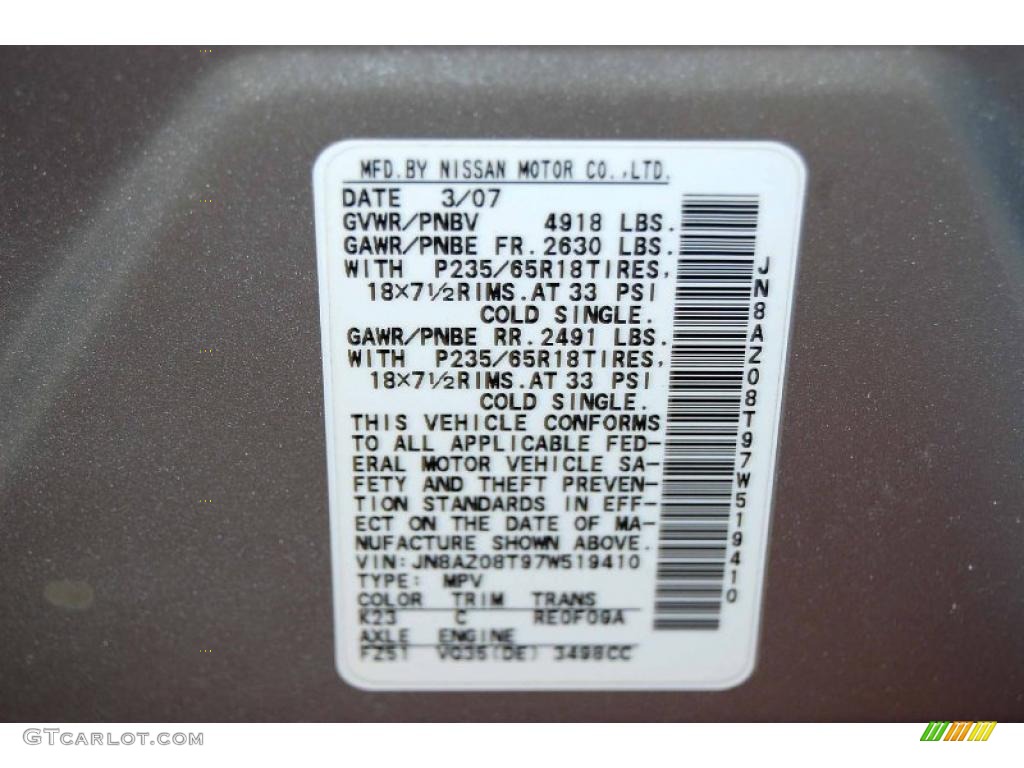 MFD.BY NISSAN MOTOR CO.,LTD.
DATE 3/07
GVWR/PNBV 4918 LBS.
GAWR/PNBE FR.2630 LBS.
WITH P235/65R18TIRES,
18×7½RIMS.AT 33 PSI
COLD SINGLE.
GAWR/PNBE RR.2491 LBS.
WITH P235/65R18TIRES,
18×7½RIMS.AT 33 PSI
COLD SINGLE.
THIS VEHICLE CONFORMS
TO ALL APPLICABLE FED-
ERAL MOTOR VEHICLE SA-
FETY AND THEFT PREVEN-
TION STANDARDS IN EFF-
ECT ON THE DATE OF MA-
NUFACTURE SHOWN ABOVE.
VIN:JN8AZ08T97W519410
TYPE: MPV
COLOR TRIM TRANS
K23 C RE0F09A
AXLE ENGINE
FZ51 VQ35(DE) 3498CC
JN8AZ08T97W519410
GTcarlot.com